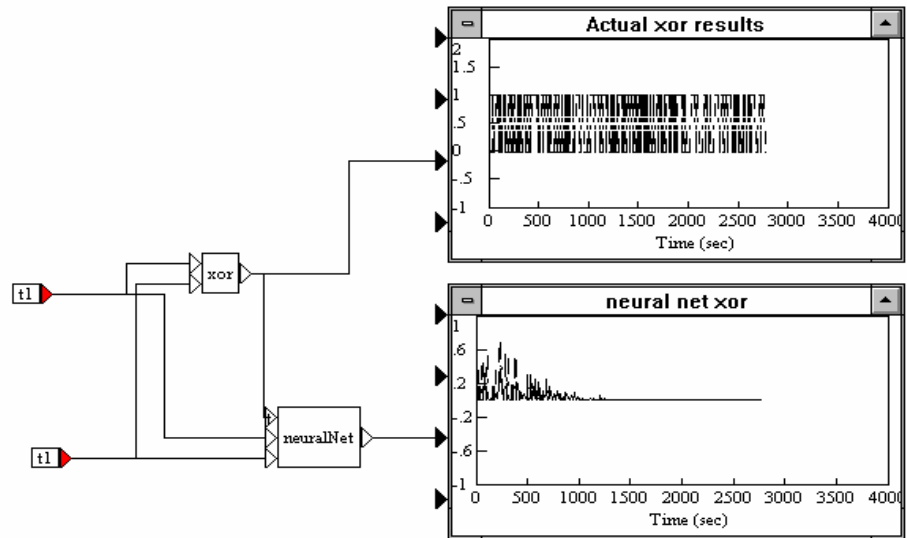 Actual xor results
2
1.5
1
.5
0
-.5
-1
0 500 1000 1500 2000 2500 3000 3500 4000
Time (sec)
xor
t1
neural net xor
1
.6
.2
-.2
-.6
-1
0 500 1000 1500 2000 2500 3000 3500 4000
Time (sec)
t
neuralNet
t1